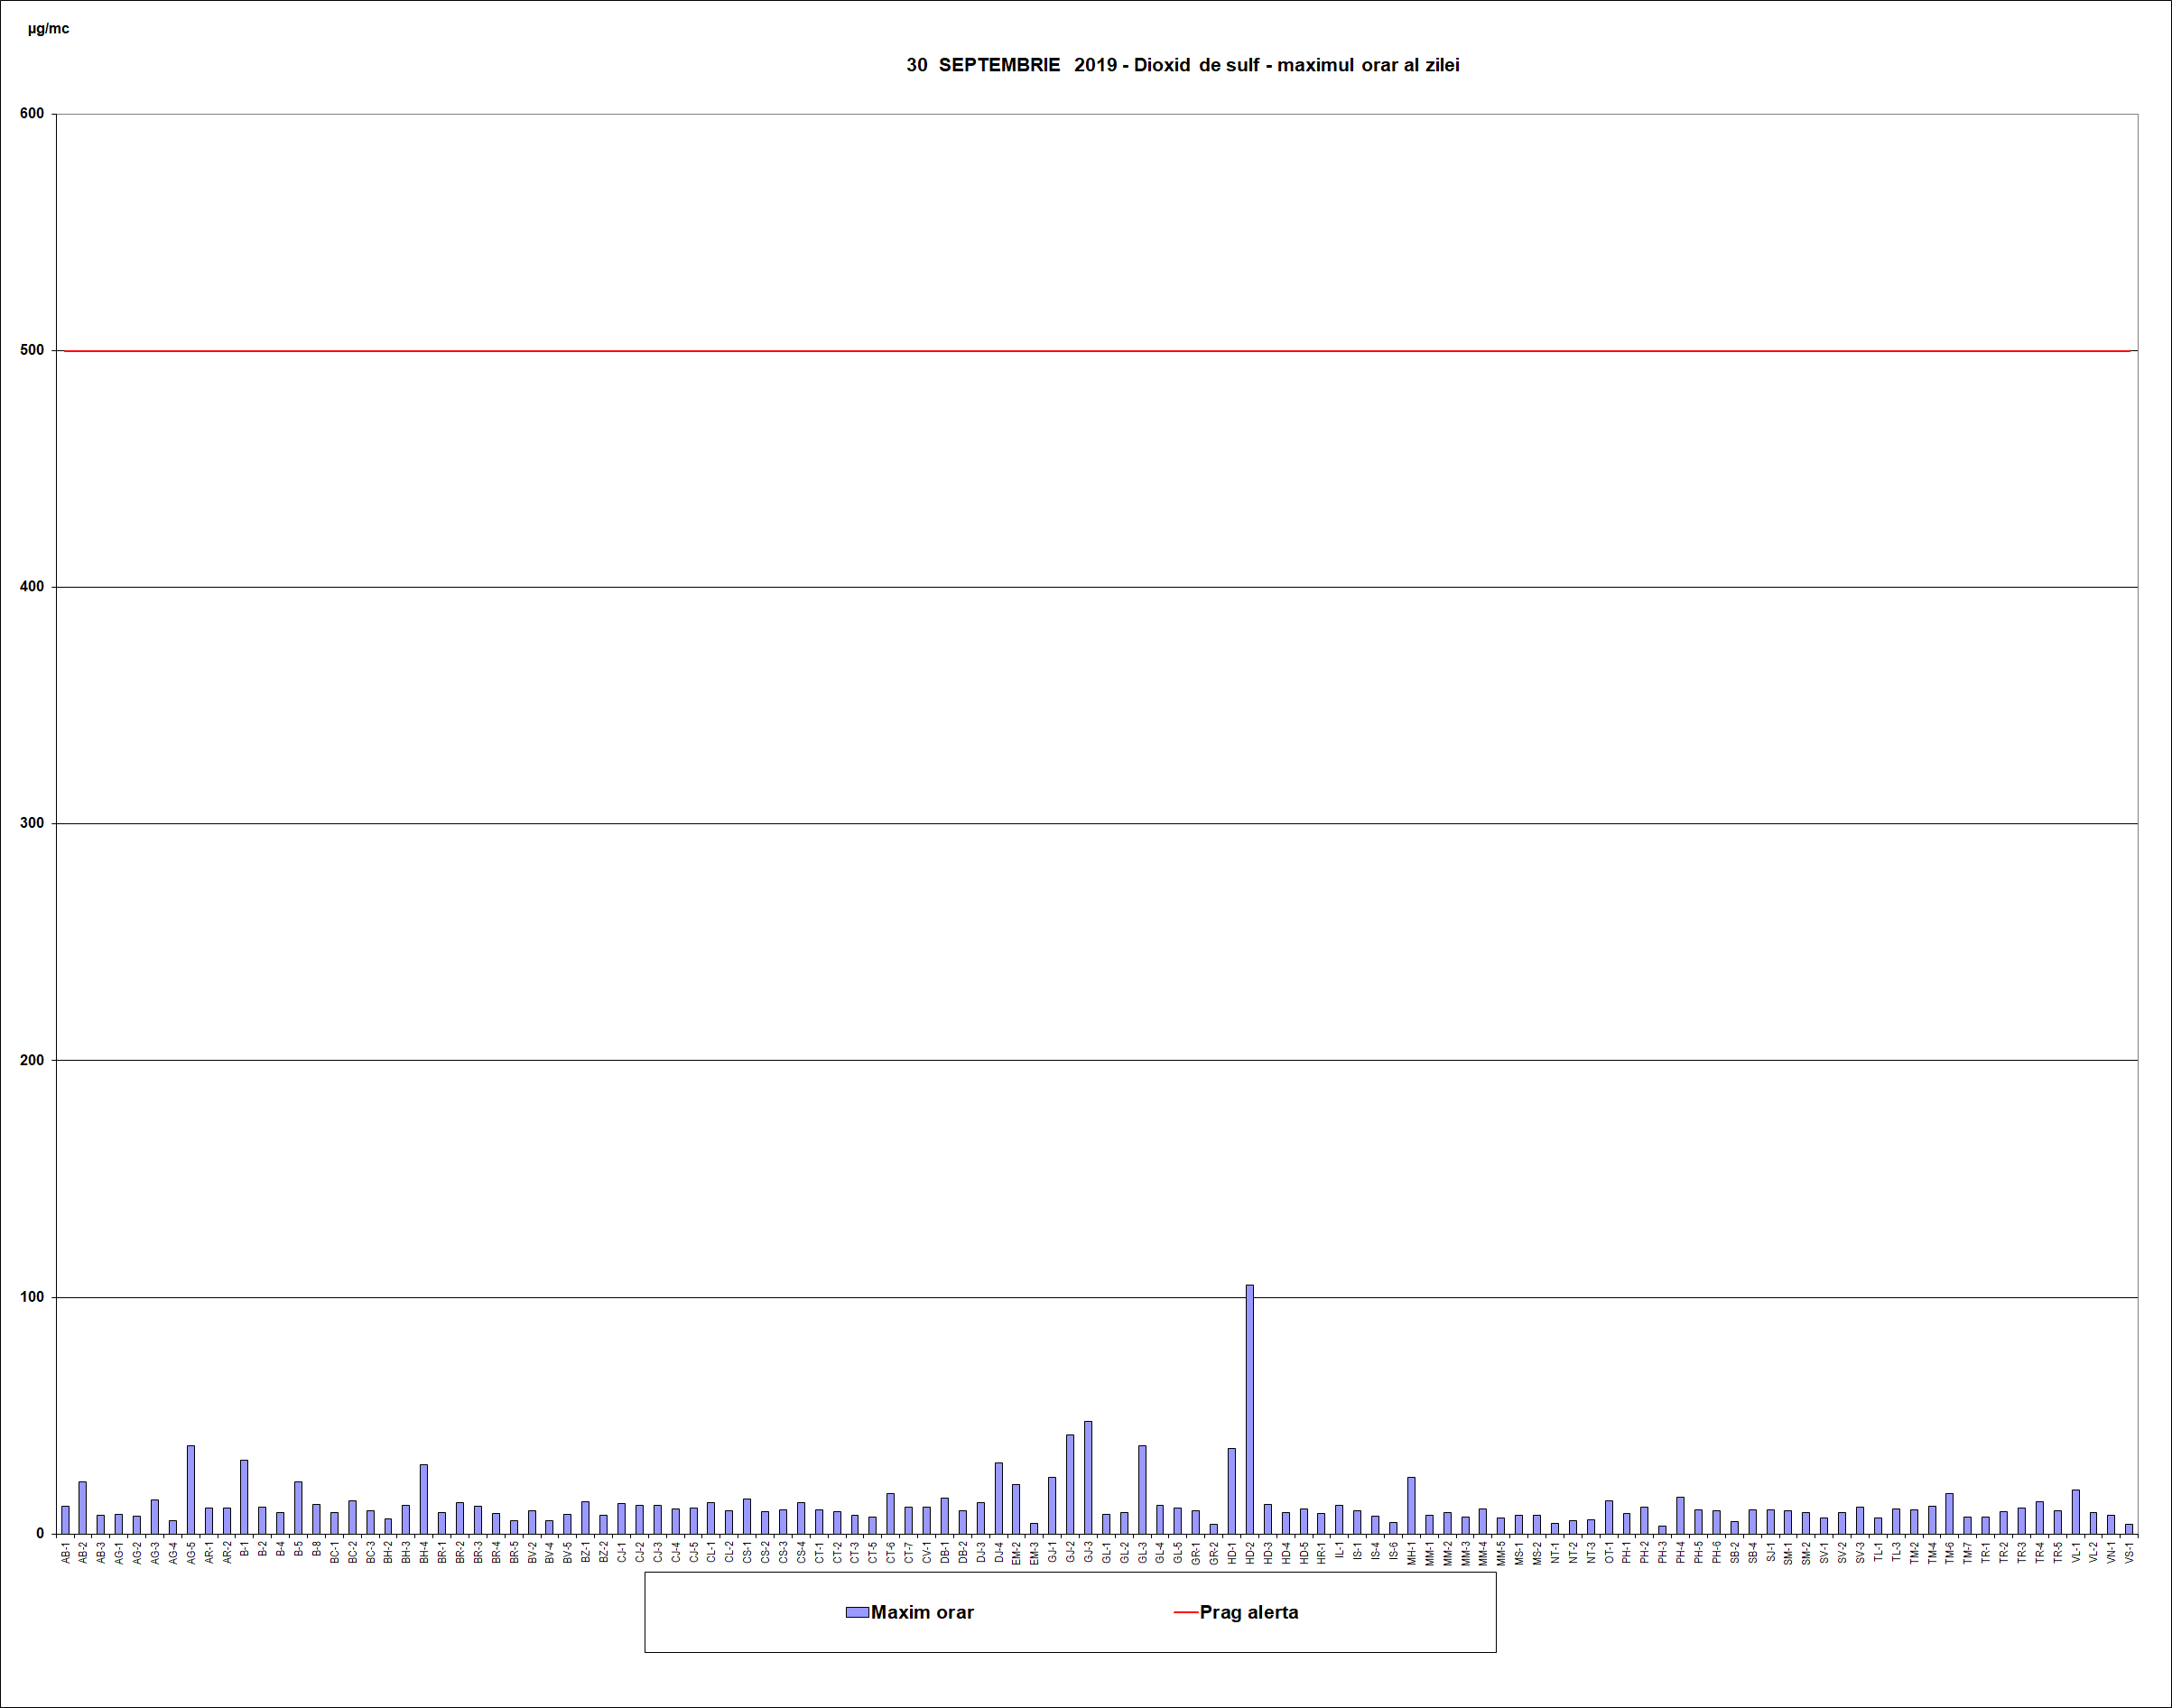 µg/mc
30 SEPTEMBRIE 2019 - Dioxid de sulf - maximul orar al zilei
600
500
400
300
200
100
0
AB-1 AB-2 AB-3 AG-1 AG-2 AG-3 AG-4 AG-5 AR-1 AR-2 B-1 B-2 B-4 B-5 B-8 BC-1 BC-2 BC-3 BH-2 BH-3 BH-4 BR-1 BR-2 BR-3 BR-4 BR-5 BV-2 BV-4 BV-5 BZ-1 BZ-2 CJ-1 CJ-2 CJ-3 CJ-4 CJ-5 CL-1 CL-2 CS-1 CS-2 CS-3 CS-4 CT-1 CT-2 CT-3 CT-5 CT-6 CT-7 CV-1 DB-1 DB-2 DJ-3 DJ-4 EM-2 EM-3 GJ-1 GJ-2 GJ-3 GL-1 GL-2 GL-3 GL-4 GL-5 GR-1 GR-2 HD-1 HD-2 HD-3 HD-4 HD-5 HR-1 IL-1 IS-1 IS-4 IS-6 MH-1 MM-1 MM-2 MM-3 MM-4 MM-5 MS-1 MS-2 NT-1 NT-2 NT-3 OT-1 PH-1 PH-2 PH-3 PH-4 PH-5 PH-6 SB-2 SB-4 SJ-1 SM-1 SM-2 SV-1 SV-2 SV-3 TL-1 TL-3 TM-2 TM-4 TM-6 TM-7 TR-1 TR-2 TR-3 TR-4 TR-5 VL-1 VL-2 VN-1 VS-1
Maxim orar Prag alerta